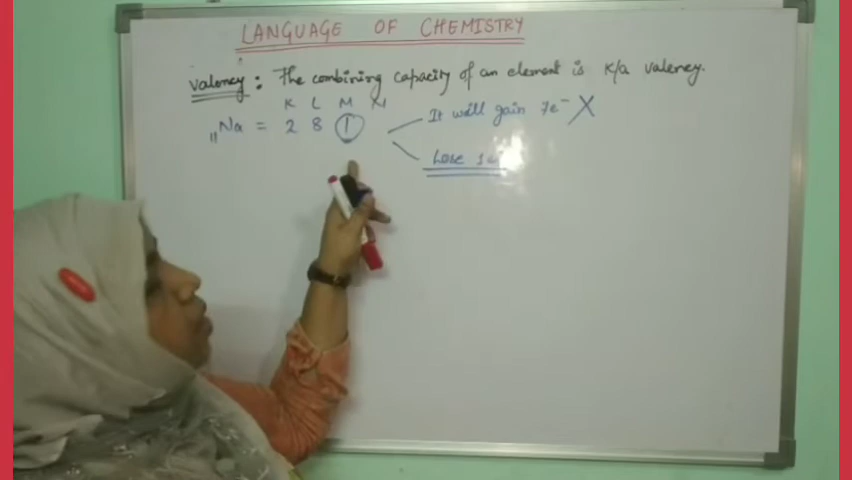 LANGUAGE OF CHEMISTRY
Valency : The combining capacity of an element is k/a valency.
K L M N
11Na = 2 8 1
It will gain 7e⁻ X
Lose 1e